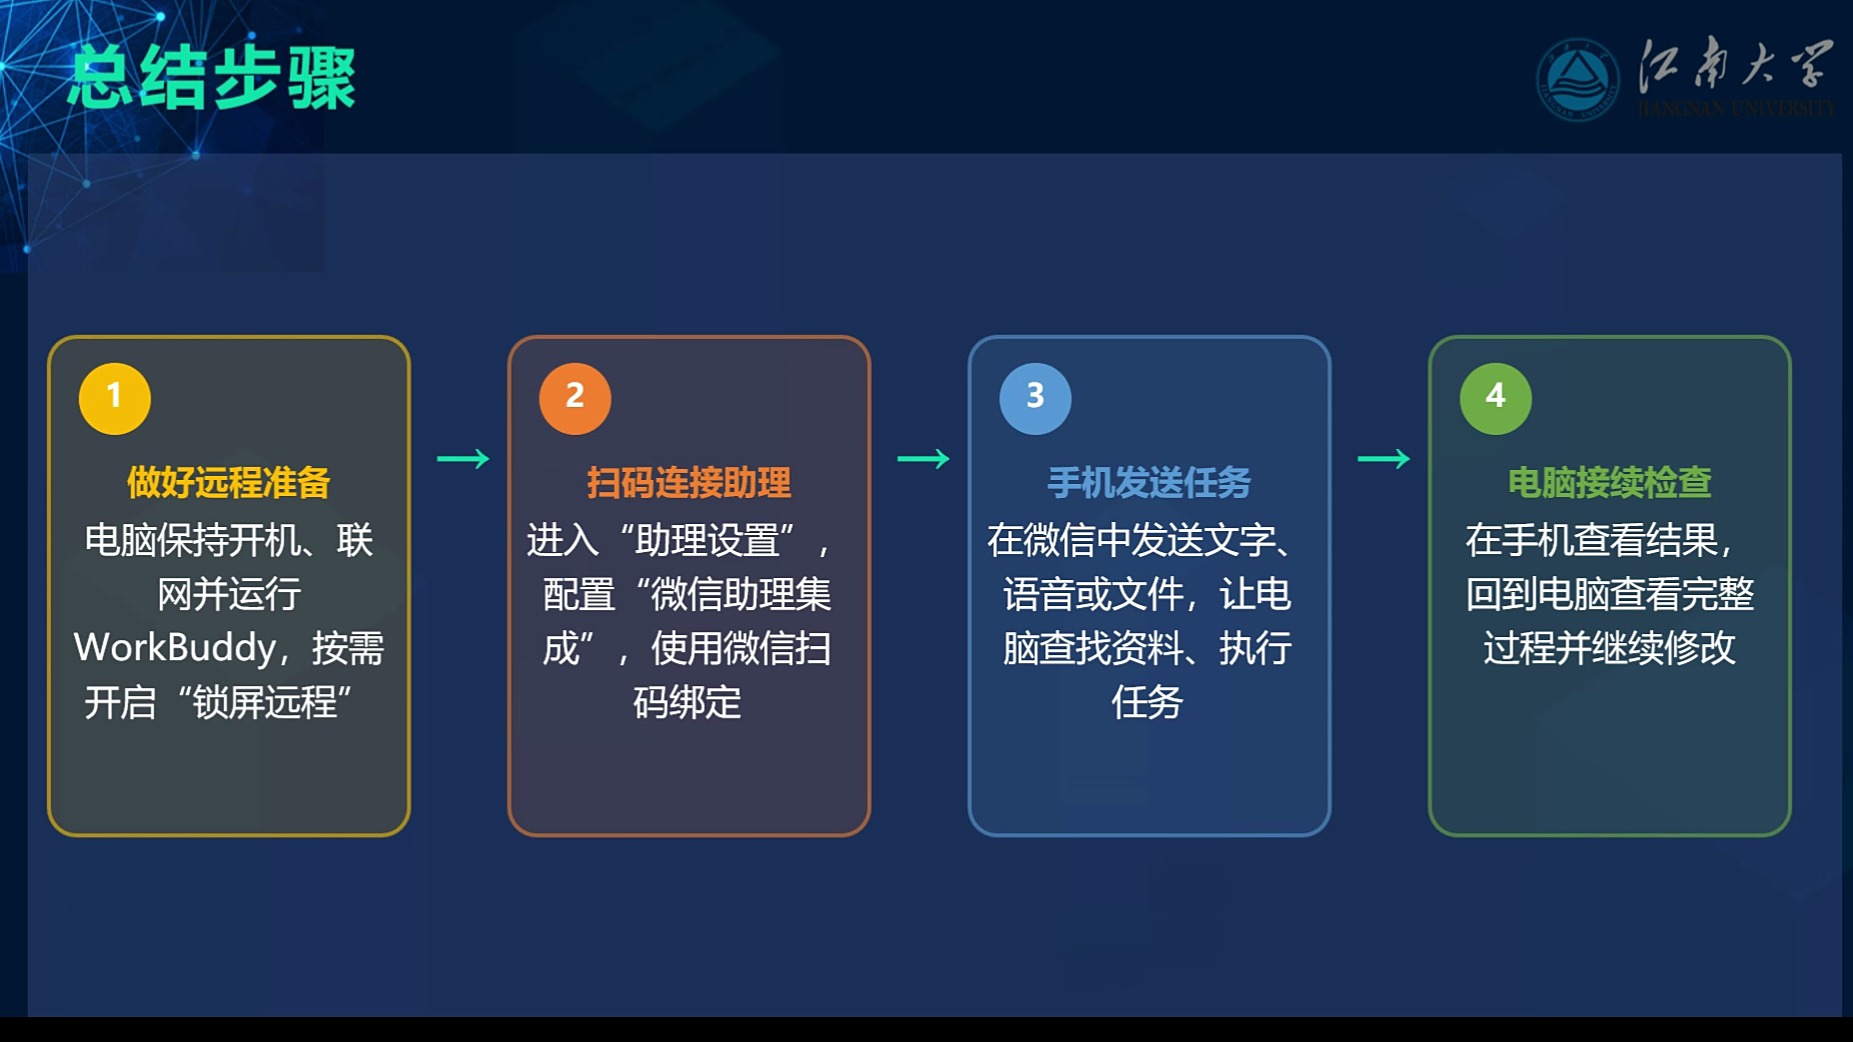 总结步骤
江南大学
JIANGNAN UNIVERSITY
1
做好远程准备
电脑保持开机、联
网并运行
WorkBuddy，按需
开启“锁屏远程”
2
扫码连接助理
进入“助理设置”，
配置“微信助理集
成”，使用微信扫
码绑定
3
手机发送任务
在微信中发送文字、
语音或文件，让电
脑查找资料、执行
任务
4
电脑接续检查
在手机查看结果，
回到电脑查看完整
过程并继续修改